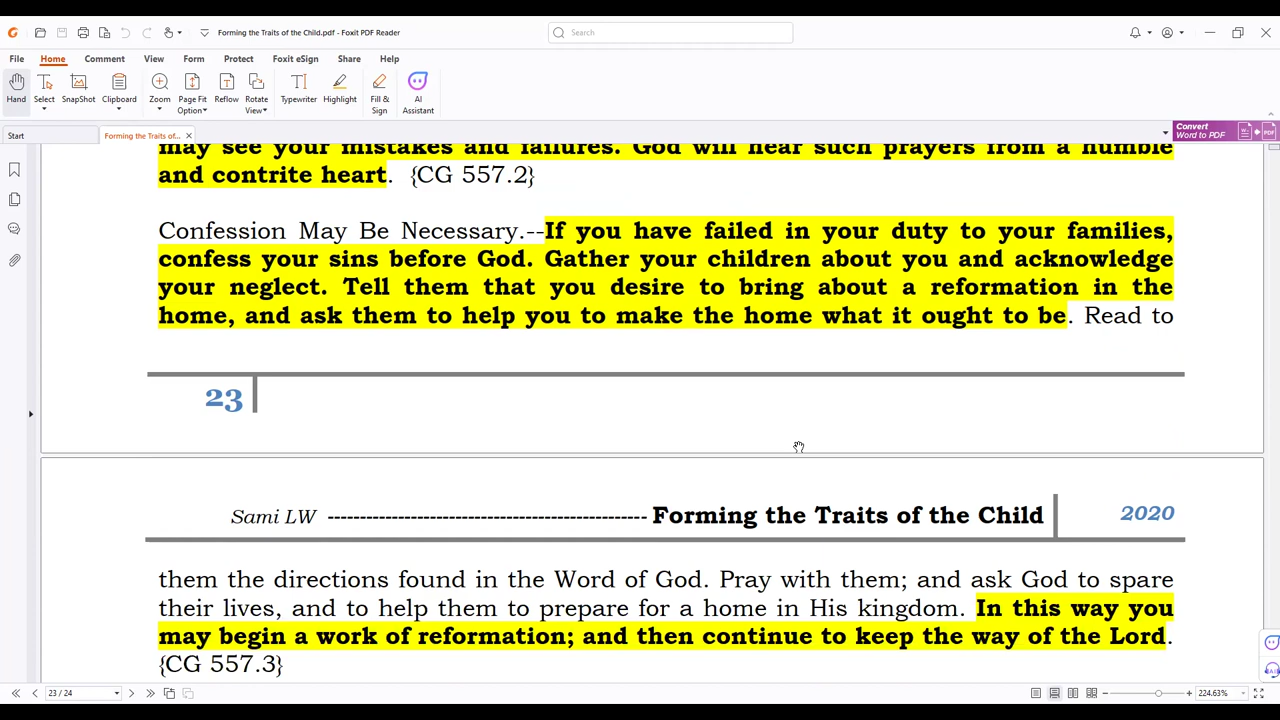 Forming the Traits of the Child.pdf - Foxit PDF Reader
Search
File Home Comment View Form Protect Foxit eSign Share Help
Hand Select SnapShot Clipboard Zoom Page Fit Option Reflow Rotate View Typewriter Highlight Fill & Sign AI Assistant
Start
Forming the Traits of...
Convert
Word to PDF
may see your mistakes and failures. God will hear such prayers from a humble
and contrite heart. {CG 557.2}
Confession May Be Necessary.--If you have failed in your duty to your families,
confess your sins before God. Gather your children about you and acknowledge
your neglect. Tell them that you desire to bring about a reformation in the
home, and ask them to help you to make the home what it ought to be. Read to
23
Sami LW ------------------------------------------------ Forming the Traits of the Child 2020
them the directions found in the Word of God. Pray with them; and ask God to spare
their lives, and to help them to prepare for a home in His kingdom. In this way you
may begin a work of reformation; and then continue to keep the way of the Lord.
{CG 557.3}
23 / 24
224.63%